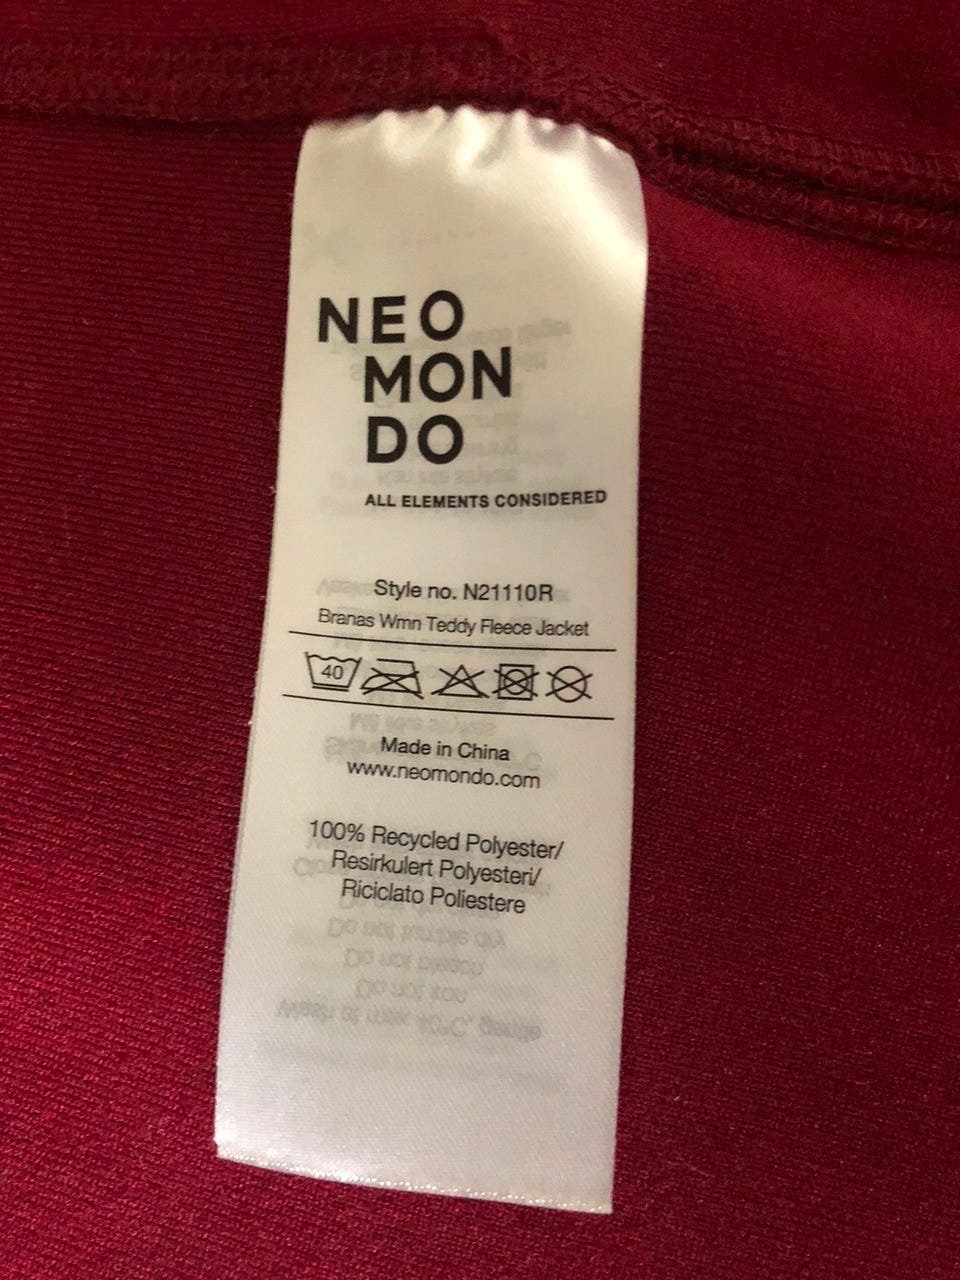 NEO
MON
DO
ALL ELEMENTS CONSIDERED
Style no. N21110R
Branas Wmn Teddy Fleece Jacket
40
Made in China
www.neomondo.com
100% Recycled Polyester/
Resirkulert Polyesteri/
Riciclato Poliestere